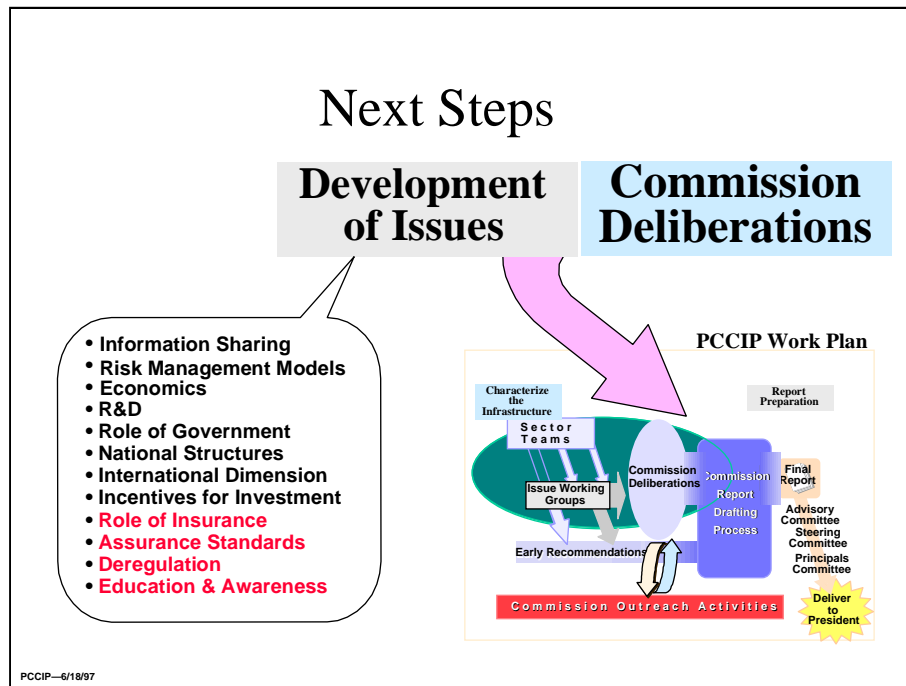 Next Steps
Development
of Issues
Commission
Deliberations
• Information Sharing
• Risk Management Models
• Economics
• R&D
• Role of Government
• National Structures
• International Dimension
• Incentives for Investment
• Role of Insurance
• Assurance Standards
• Deregulation
• Education & Awareness
PCCIP Work Plan
Characterize
the
Infrastructure
Report
Preparation
Sector
Teams
Issue Working
Groups
Commission
Deliberations
Commission
Report
Drafting
Process
Final
Report
Early Recommendations
Advisory
Committee
Steering
Committee
Principals
Committee
Commission Outreach Activities
Deliver
to
President
PCCIP—6/18/97